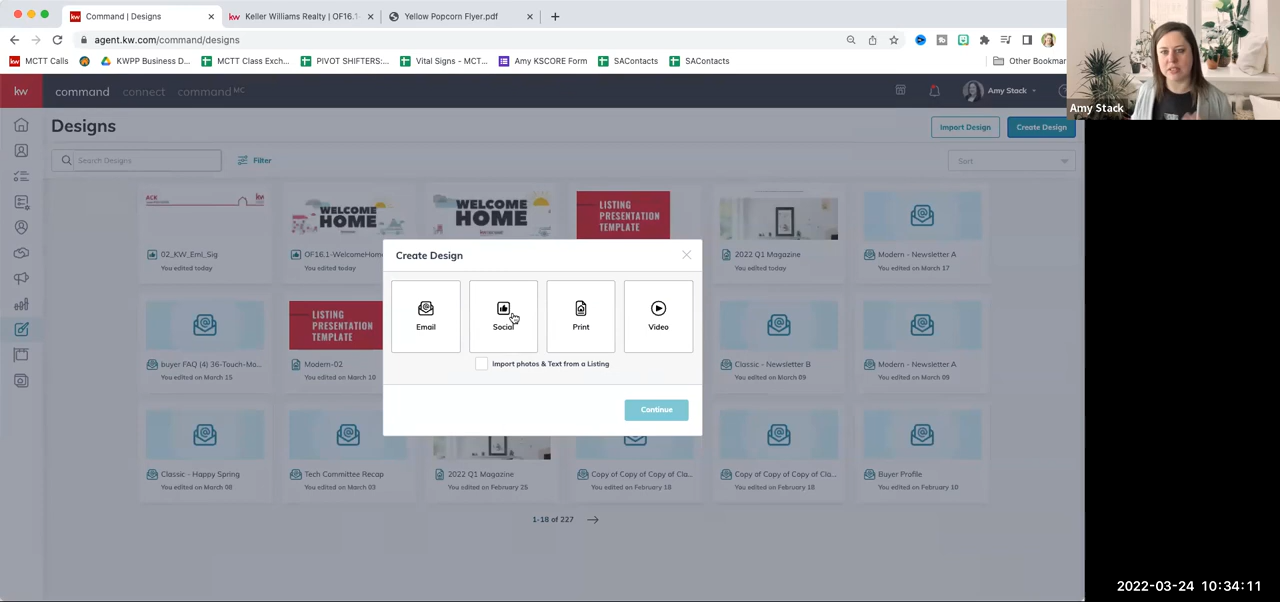 Command | Designs
Keller Williams Realty | OF16.1-
Yellow Popcorn Flyer.pdf
agent.kw.com/command/designs
MCTT Calls
KWPP Business D...
MCTT Class Exch...
PIVOT SHIFTERS:...
Vital Signs - MCT...
Amy KSCORE Form
SAContacts
SAContacts
Other Bookmar
Amy Stack
kw
command
connect
command MC
Amy Stack
Designs
Import Design
Create Design
Search Designs
Filter
Sort
ACK
kw
WELCOME HOME
WELCOME HOME
LISTING PRESENTATION TEMPLATE
02_KW_Eml_Sig
You edited today
OF16.1-WelcomeHom
You edited today
2022 Q1 Magazine
You edited today
Modern - Newsletter A
You edited on March 17
Create Design
Email
Social
Print
Video
Import photos & Text from a Listing
Continue
LISTING PRESENTATION TEMPLATE
buyer FAQ (4) 36-Touch-Mo...
You edited on March 15
Modern-02
You edited on March 10
Classic - Newsletter B
You edited on March 09
Modern - Newsletter A
You edited on March 09
Classic - Happy Spring
You edited on March 08
Tech Committee Recap
You edited on March 03
2022 Q1 Magazine
You edited on February 25
Copy of Copy of Copy of Cla...
You edited on February 18
Copy of Copy of Copy of Cla...
You edited on February 18
Buyer Profile
You edited on February 10
1-18 of 227
2022-03-24 10:34:11